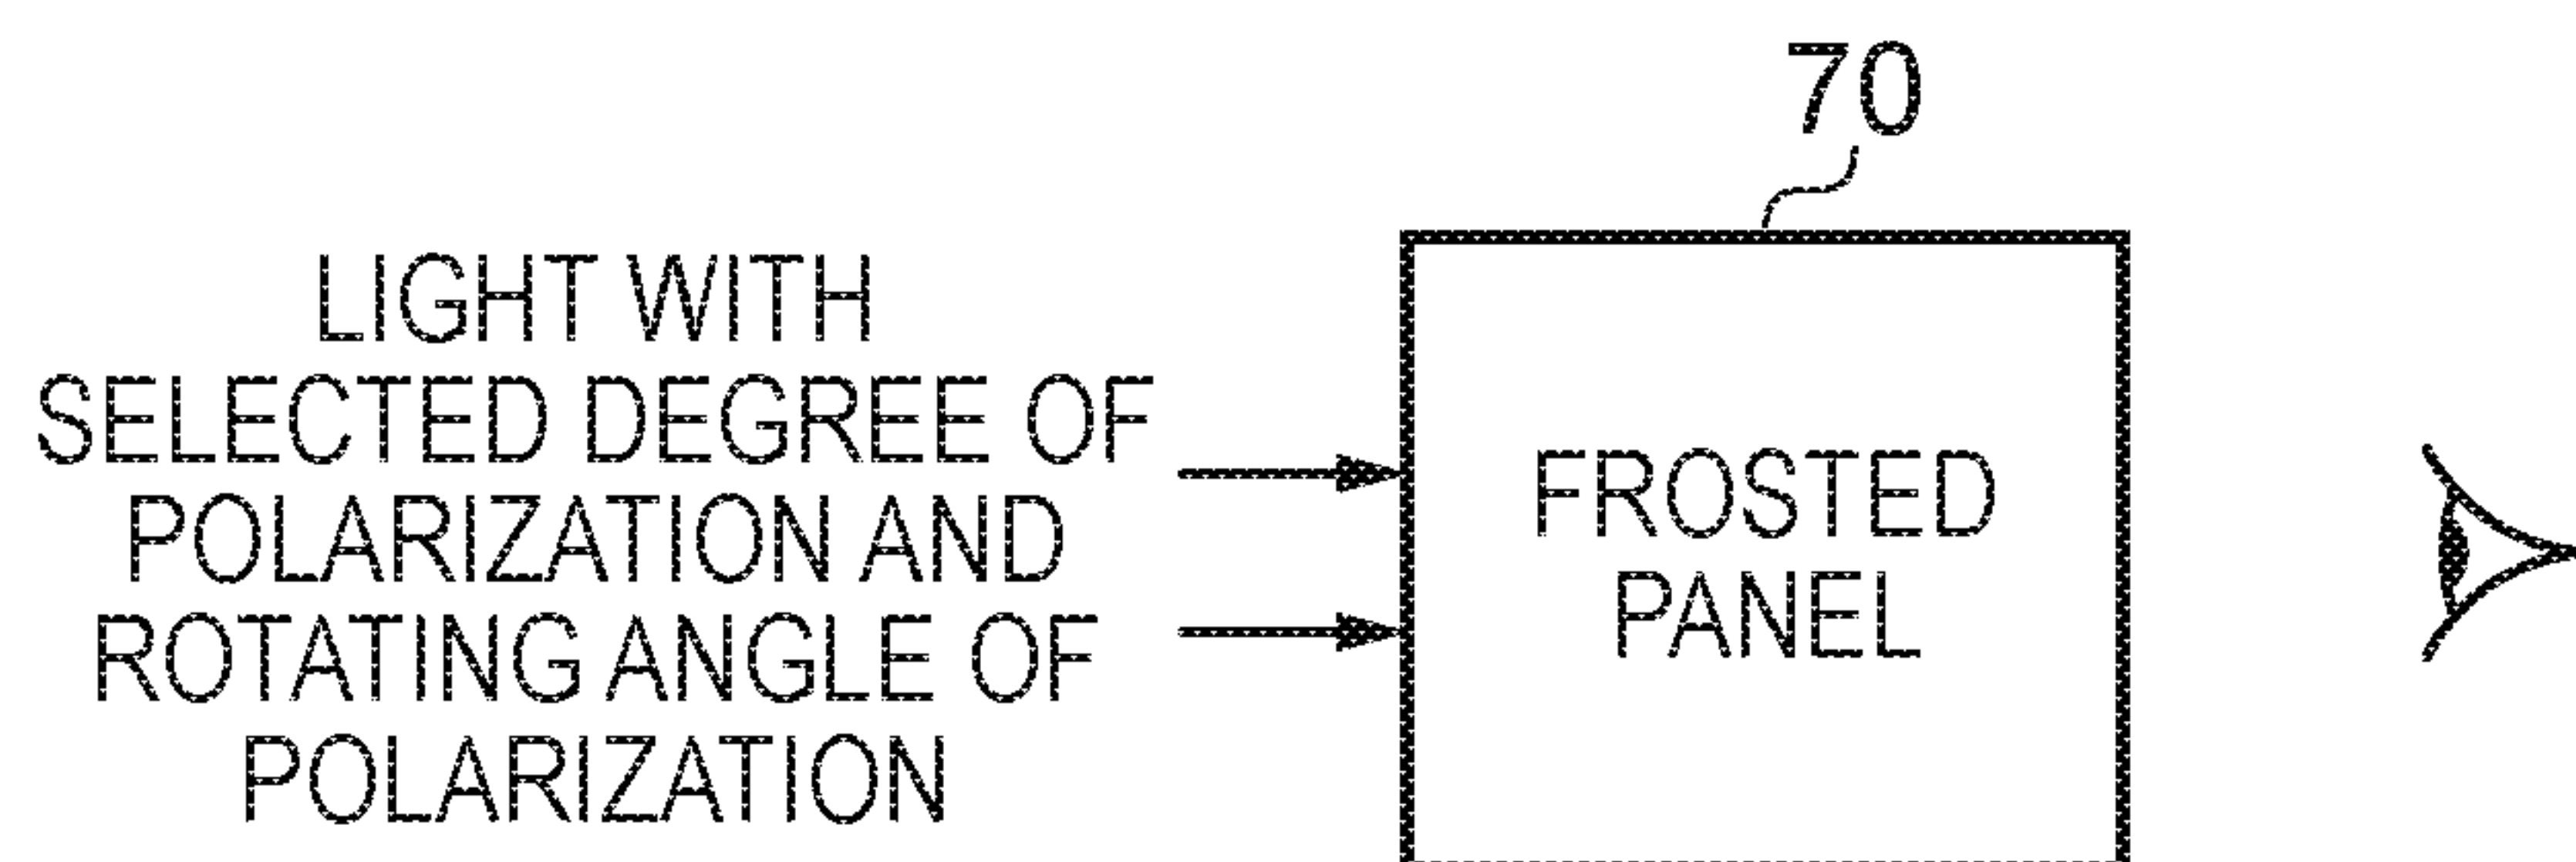 70
LIGHT WITH
SELECTED DEGREE OF
POLARIZATION AND
ROTATING ANGLE OF
POLARIZATION
FROSTED
PANEL